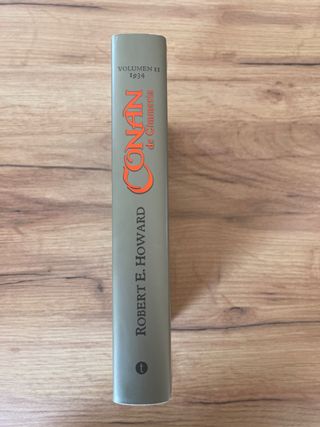 VOLUMEN II
1934
CONAN
de Cimmeria
ROBERT E. HOWARD